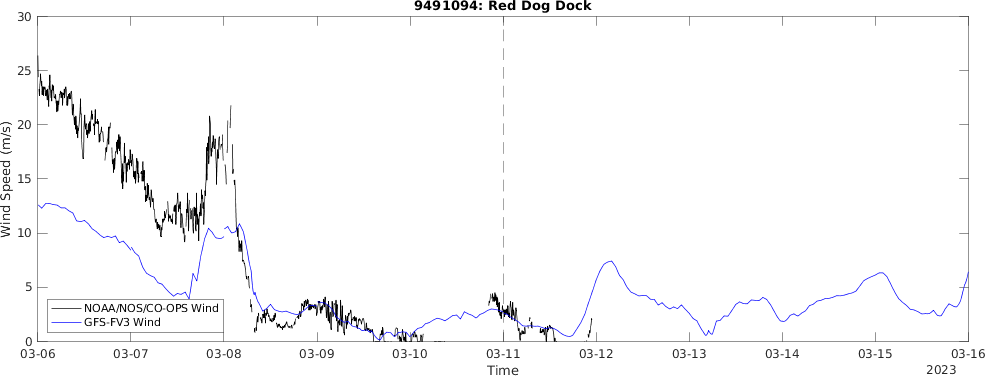 9491094: Red Dog Dock
30
25
20
15
10
5
0
Wind Speed (m/s)
NOAA/NOS/CO-OPS Wind
GFS-FV3 Wind
03-06 03-07 03-08 03-09 03-10 03-11 03-12 03-13 03-14 03-15 03-16
Time
2023